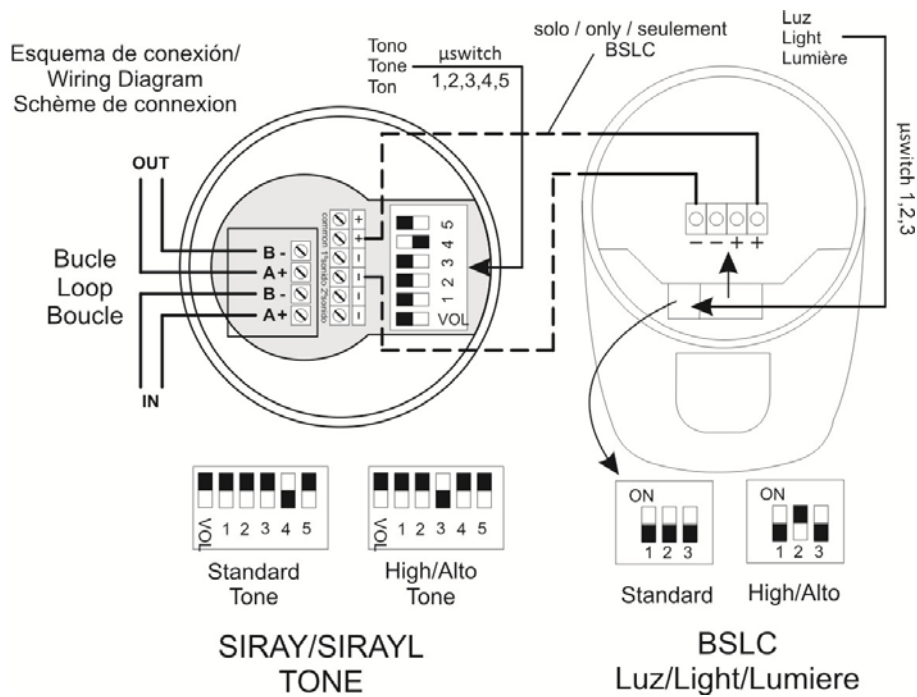 Esquema de conexión/
Wiring Diagram
Schème de connexion
Tono
Tone
Ton
µswitch
1,2,3,4,5
solo / only / seulement
BSLC
Luz
Light
Lumière
µswitch 1,2,3
OUT
Bucle
Loop
Boucle
B -
A+
B -
A+
IN
common
1ºsonido
2ºsonido
+
+
-
-
-
-
5
4
3
2
1
VOL
- - + +
VOL 1 2 3 4 5
Standard
Tone
VOL 1 2 3 4 5
High/Alto
Tone
ON
1 2 3
Standard
ON
1 2 3
High/Alto
SIRAY/SIRAYL
TONE
BSLC
Luz/Light/Lumiere